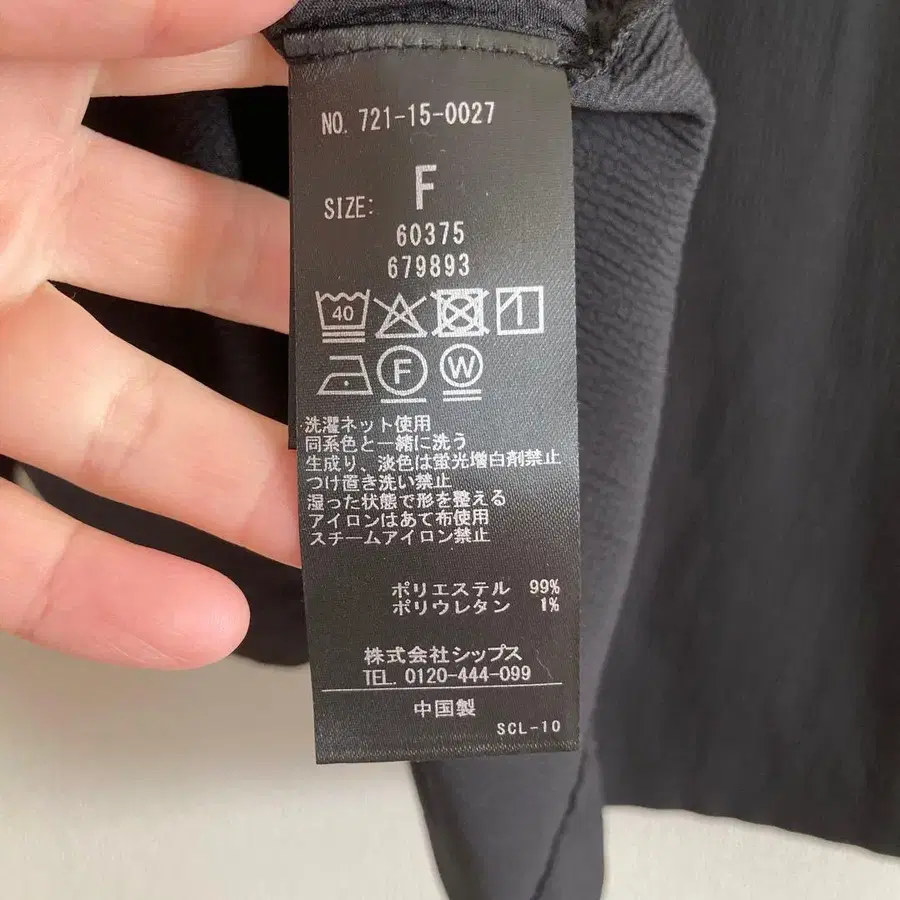 NO. 721-15-0027
SIZE: F
60375
679893
40
F W
洗濯ネット使用
同系色と一緒に洗う
生成り、淡色は蛍光増白剤禁止
つけ置き洗い禁止
湿った状態で形を整える
アイロンはあて布使用
スチームアイロン禁止
ポリエステル 99%
ポリウレタン 1%
株式会社シップス
TEL. 0120-444-099
中国製
SCL-10